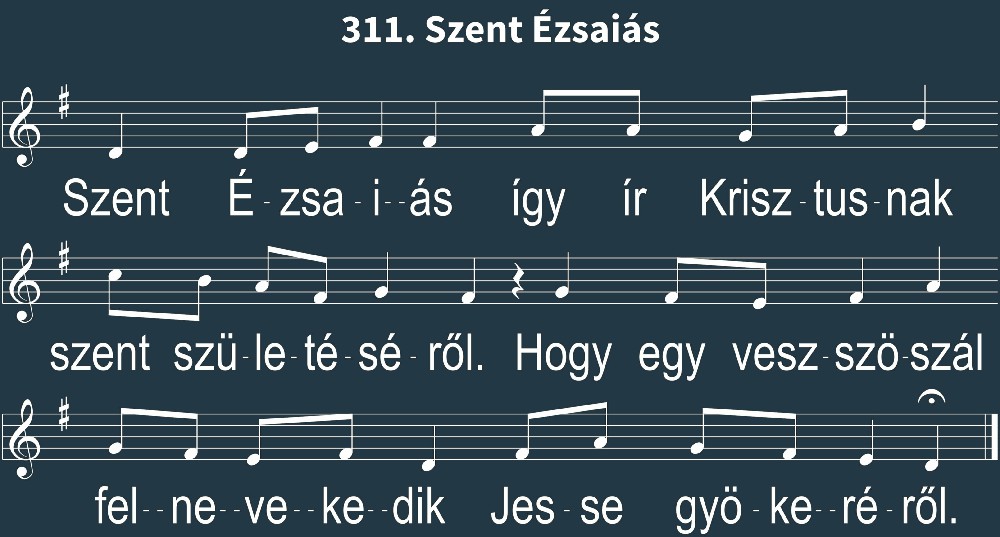 311. Szent Ézsaiás
Szent É - zsa - i - - ás így ír Krisz - tus - nak
szent szü - le - té - sé - ről. Hogy egy vesz - szö - szál
fel - - ne - - ve - - ke - - dik Jes - se gyö - ke - - ré - ről.